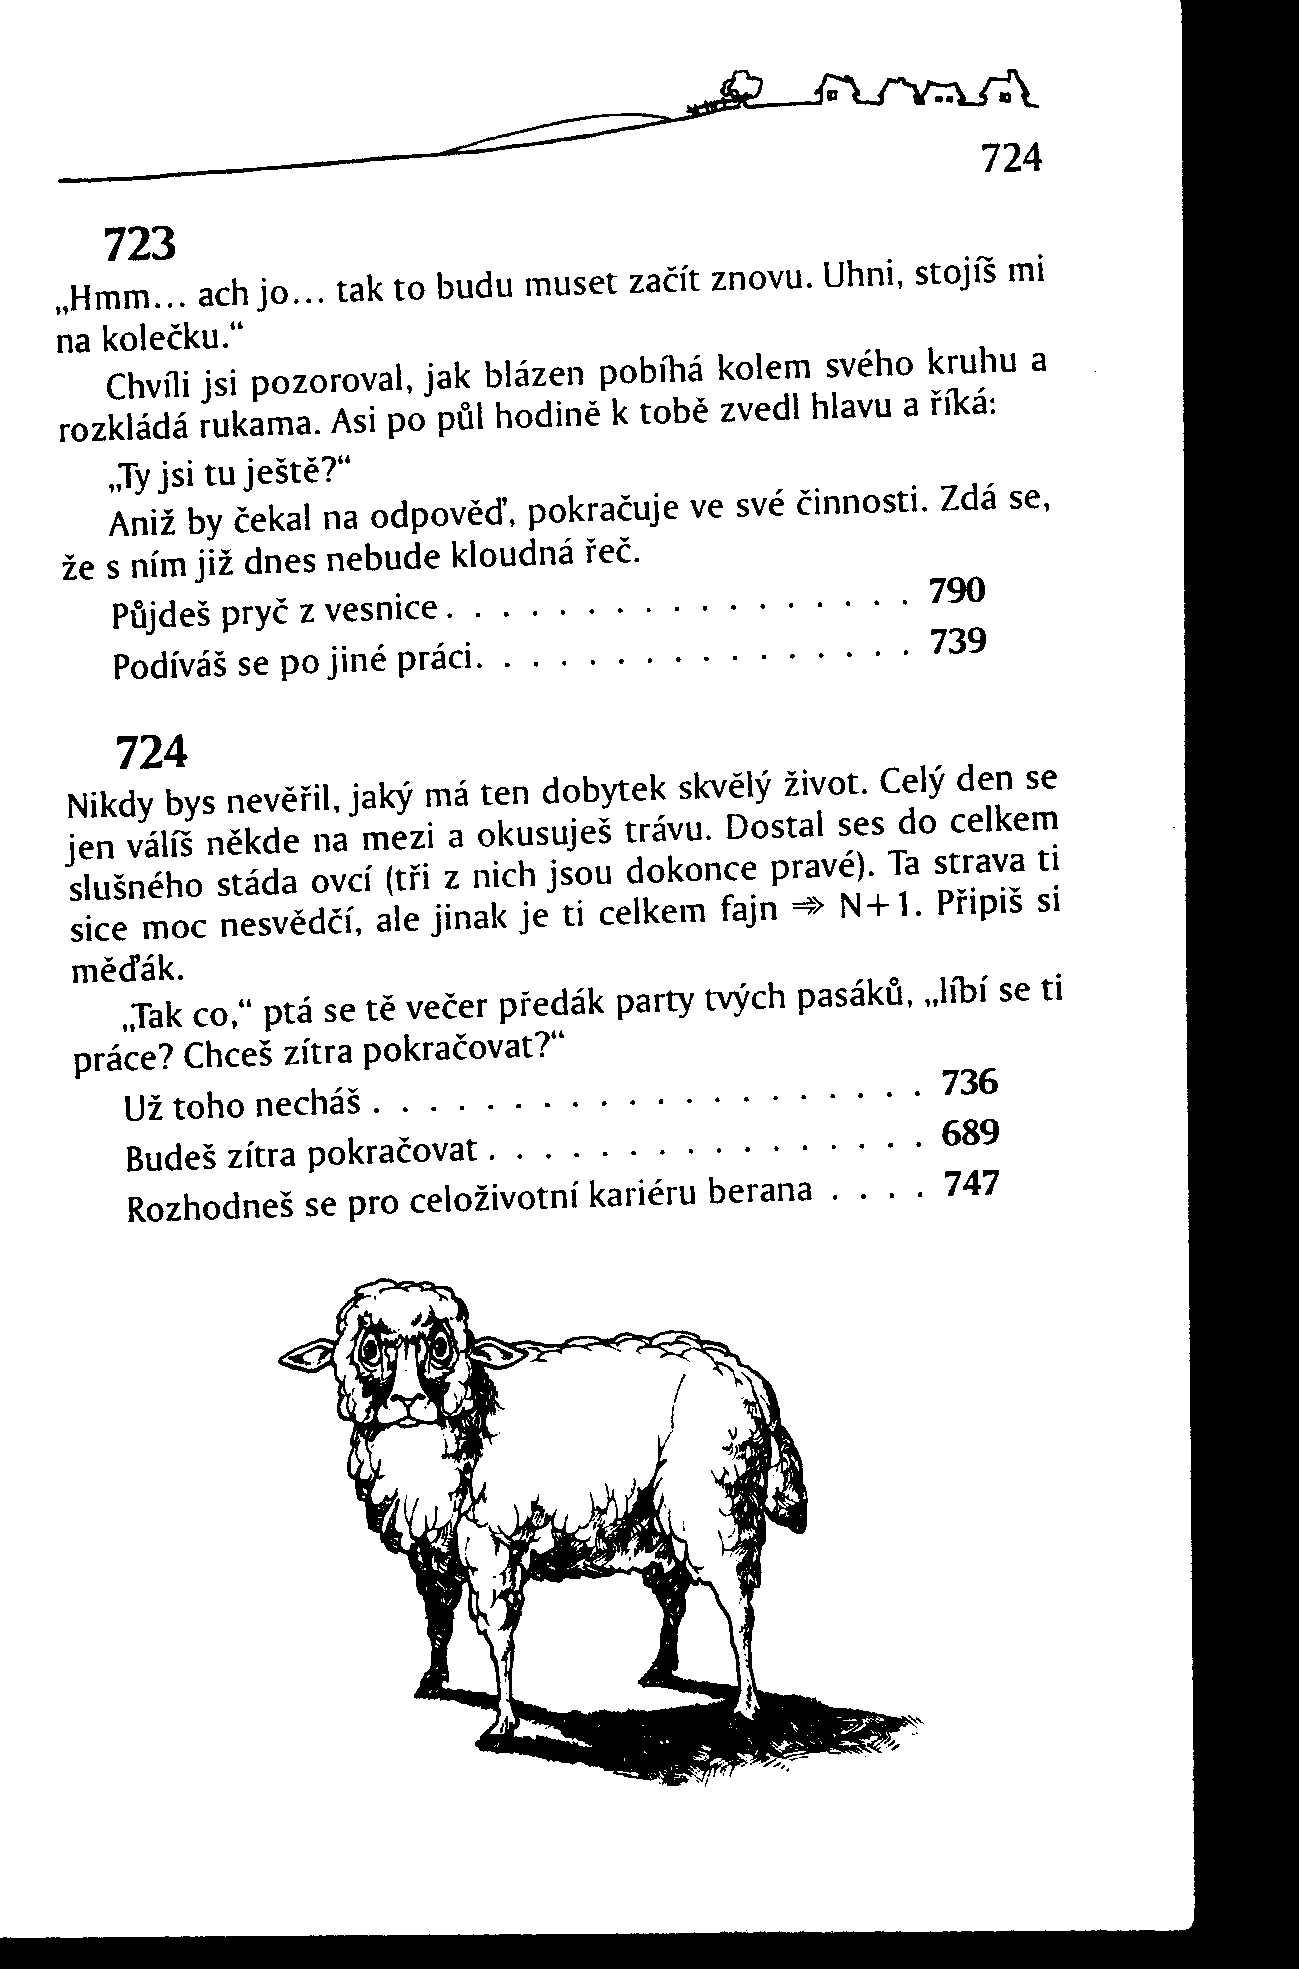 724
723
„Hmm... ach jo... tak to budu muset začít znovu. Uhni, stojíš mi
na kolečku.“
Chvíli jsi pozoroval, jak blázen pobíhá kolem svého kruhu a
rozkládá rukama. Asi po půl hodině k tobě zvedl hlavu a říká:
„Ty jsi tu ještě?“
Aniž by čekal na odpověď, pokračuje ve své činnosti. Zdá se,
že s ním již dnes nebude kloudná řeč.
Půjdeš pryč z vesnice . . . . . . . . . . . . . . . . . 790
Podíváš se po jiné práci. . . . . . . . . . . . . . . . 739
724
Nikdy bys nevěřil, jaký má ten dobytek skvělý život. Celý den se
jen válíš někde na mezi a okusuješ trávu. Dostal ses do celkem
slušného stáda ovcí (tři z nich jsou dokonce pravé). Ta strava ti
sice moc nesvědčí, ale jinak je ti celkem fajn ⇒ N+1. Připiš si
měďák.
„Tak co,“ ptá se tě večer předák party tvých pasáků, „líbí se ti
práce? Chceš zítra pokračovat?“
Už toho necháš . . . . . . . . . . . . . . . . . . . . 736
Budeš zítra pokračovat . . . . . . . . . . . . . . . . 689
Rozhodneš se pro celoživotní kariéru berana . . . . 747